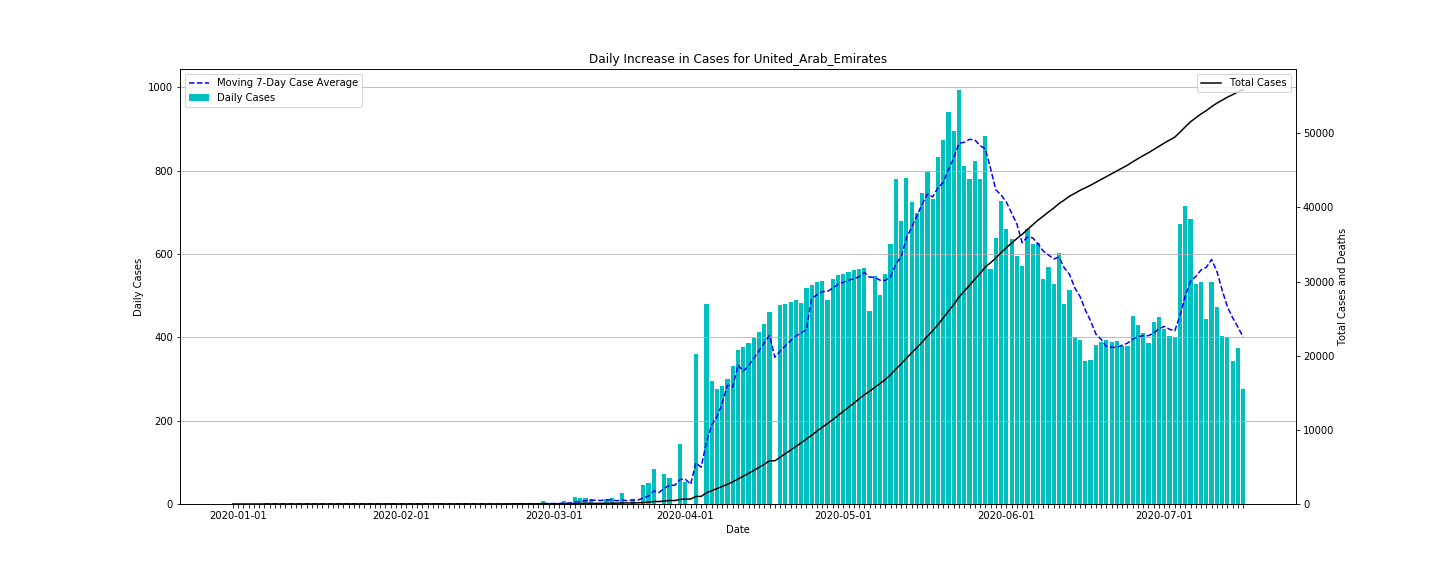 Daily Increase in Cases for United_Arab_Emirates
Moving 7-Day Case Average
Daily Cases
Total Cases
1000
800
600
400
200
0
Daily Cases
50000
40000
30000
20000
10000
0
Total Cases and Deaths
2020-01-01 2020-02-01 2020-03-01 2020-04-01 2020-05-01 2020-06-01 2020-07-01
Date